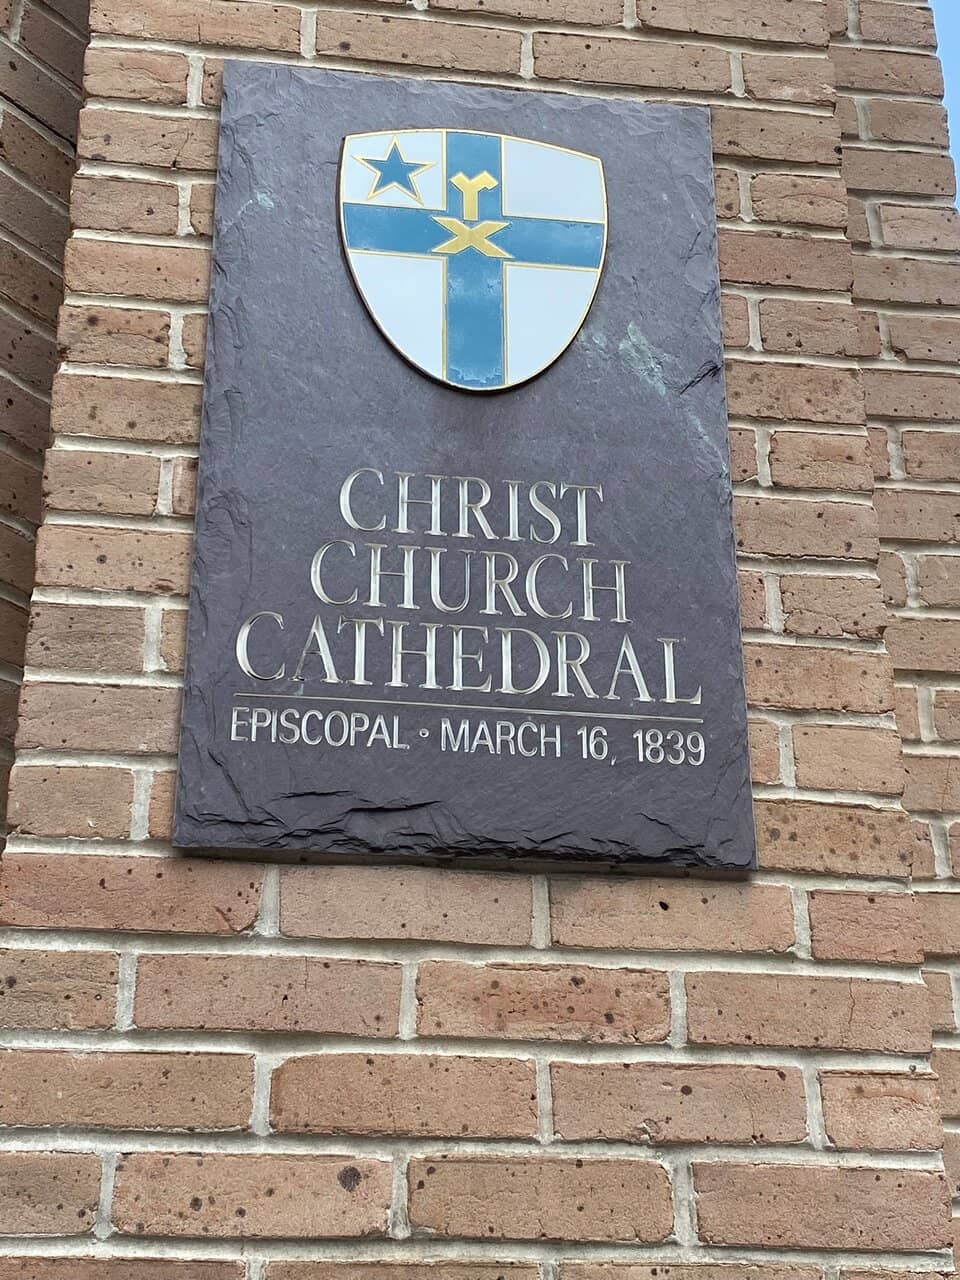 r
x
CHRIST
CHURCH
CATHEDRAL
EPISCOPAL • MARCH 16, 1839